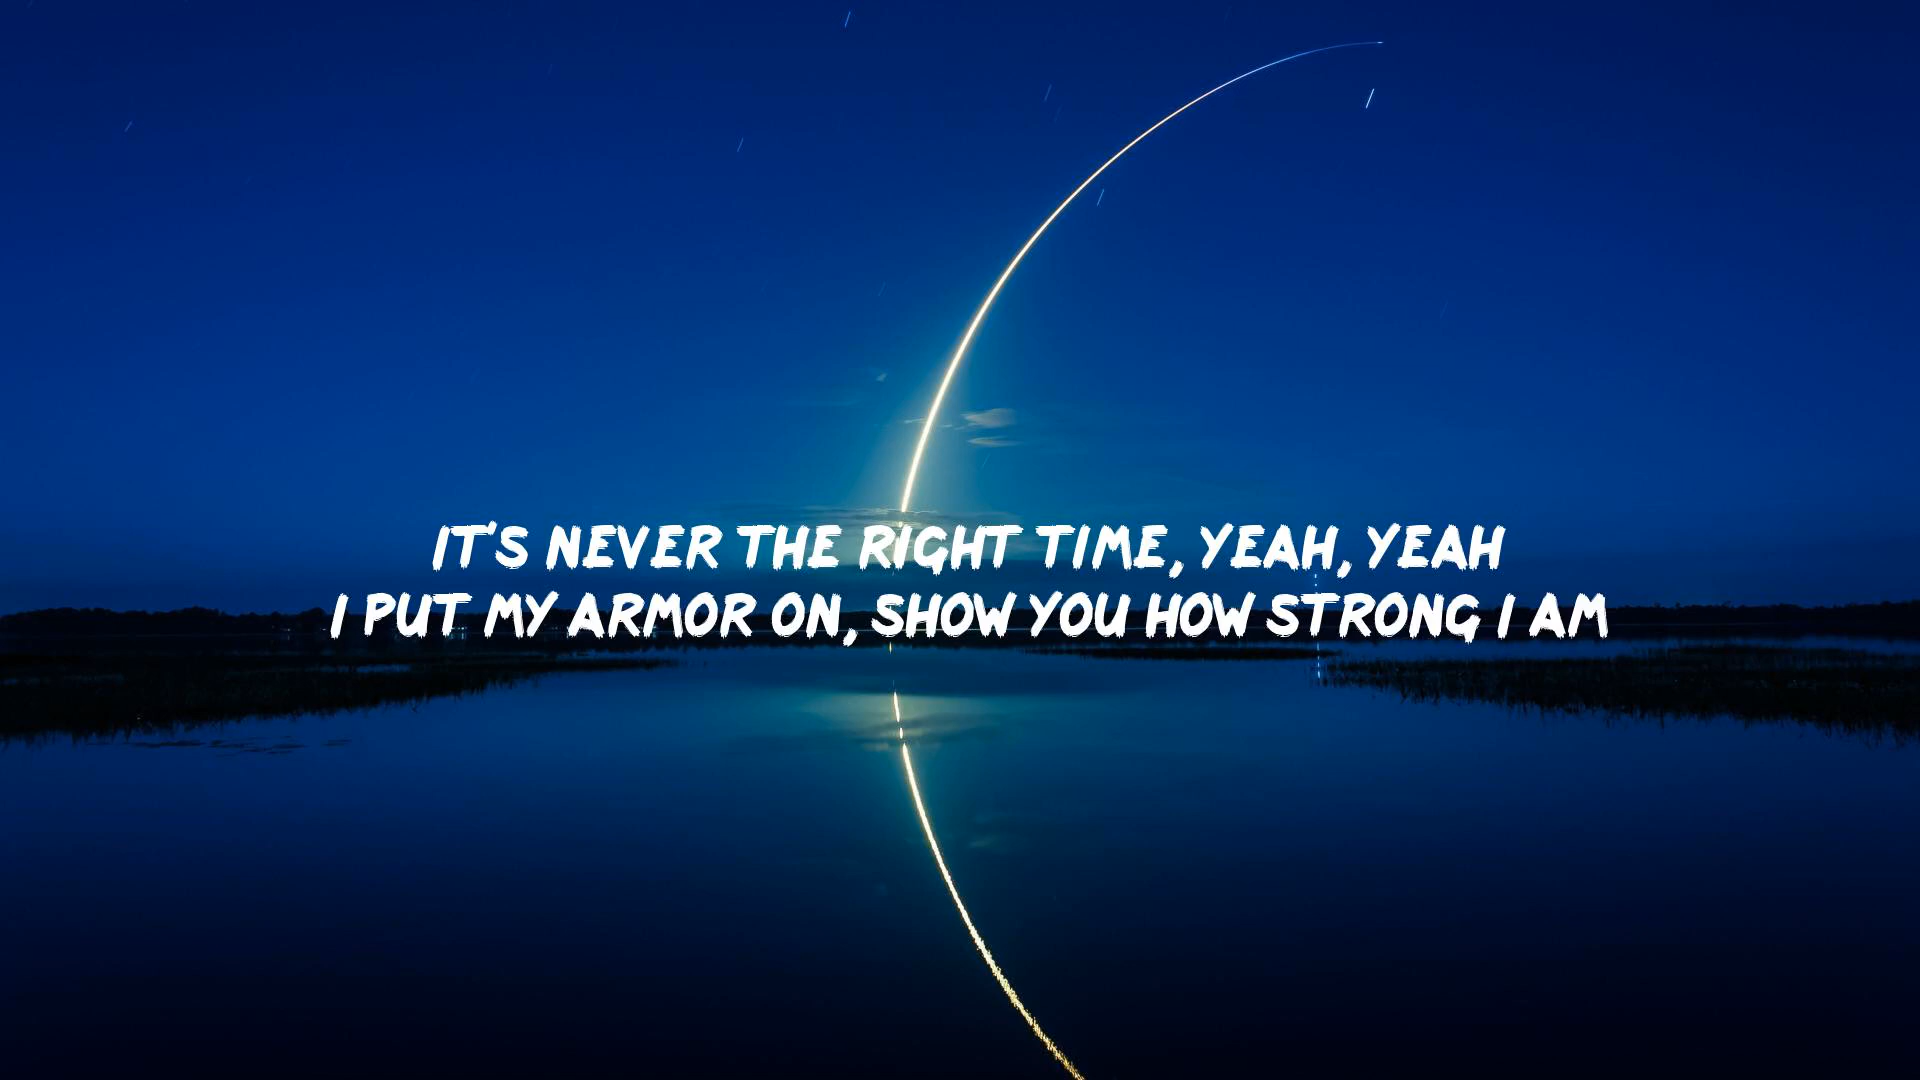 IT'S NEVER THE RIGHT TIME, YEAH, YEAH
I PUT MY ARMOR ON, SHOW YOU HOW STRONG I AM